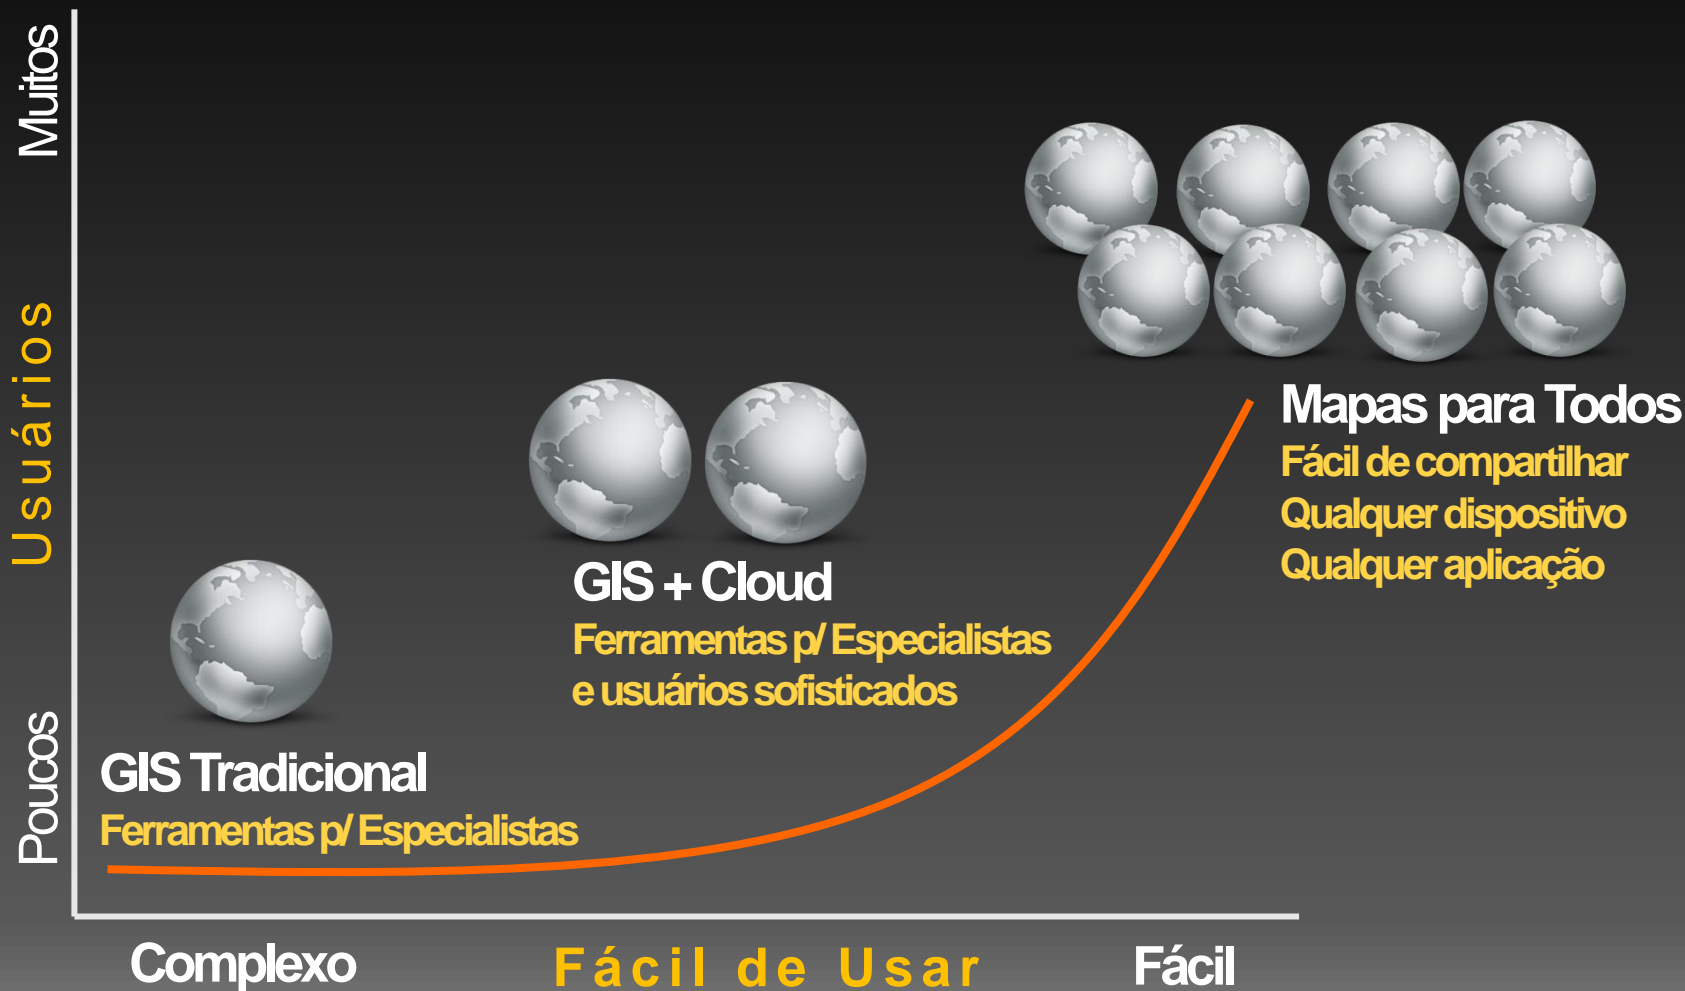 Muitos
Usuários
Poucos
Mapas para Todos
Fácil de compartilhar
Qualquer dispositivo
Qualquer aplicação
GIS + Cloud
Ferramentas p/ Especialistas
e usuários sofisticados
GIS Tradicional
Ferramentas p/ Especialistas
Complexo
Fácil de Usar
Fácil